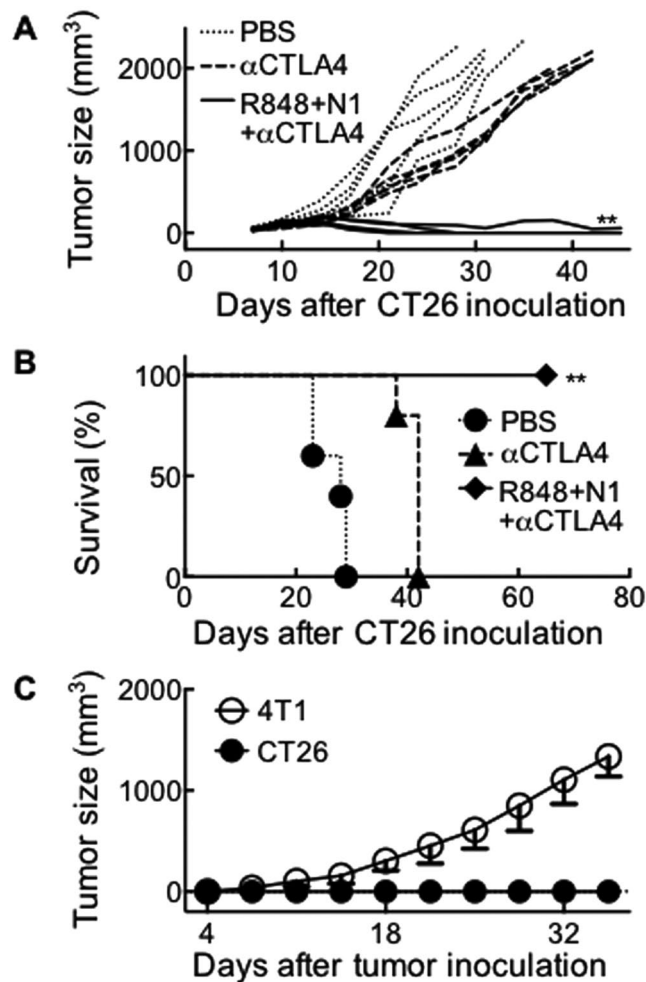 A
PBS
αCTLA4
R848+N1
+αCTLA4
Tumor size (mm³)
2000
1000
0
**
0 10 20 30 40
Days after CT26 inoculation
B
Survival (%)
100
50
0
**
PBS
αCTLA4
R848+N1
+αCTLA4
0 20 40 60 80
Days after CT26 inoculation
C
Tumor size (mm³)
2000
1000
0
4T1
CT26
4 18 32
Days after tumor inoculation